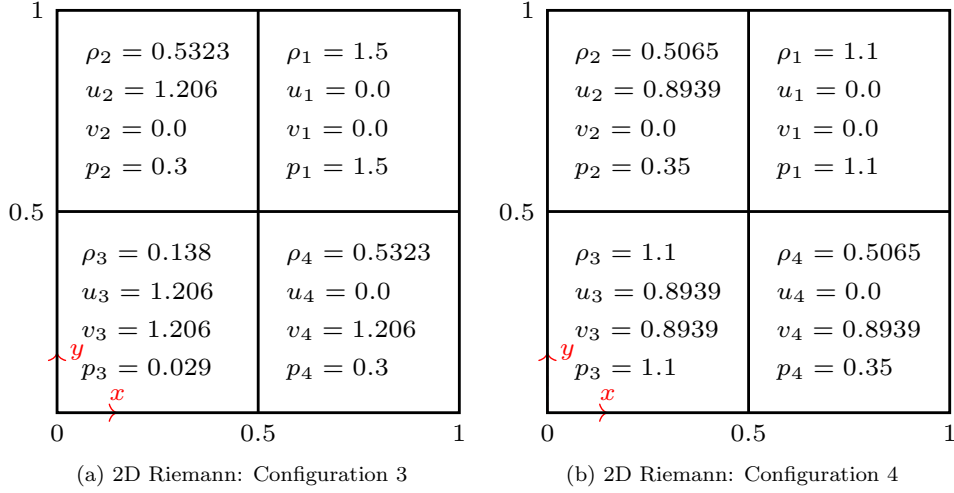 1
ρ₂ = 0.5323
u₂ = 1.206
v₂ = 0.0
p₂ = 0.3
ρ₁ = 1.5
u₁ = 0.0
v₁ = 0.0
p₁ = 1.5
0.5
ρ₃ = 0.138
u₃ = 1.206
v₃ = 1.206
p₃ = 0.029
ρ₄ = 0.5323
u₄ = 0.0
v₄ = 1.206
p₄ = 0.3
y
x
0 0.5 1
(a) 2D Riemann: Configuration 3
1
ρ₂ = 0.5065
u₂ = 0.8939
v₂ = 0.0
p₂ = 0.35
ρ₁ = 1.1
u₁ = 0.0
v₁ = 0.0
p₁ = 1.1
0.5
ρ₃ = 1.1
u₃ = 0.8939
v₃ = 0.8939
p₃ = 1.1
ρ₄ = 0.5065
u₄ = 0.0
v₄ = 0.8939
p₄ = 0.35
y
x
0 0.5 1
(b) 2D Riemann: Configuration 4